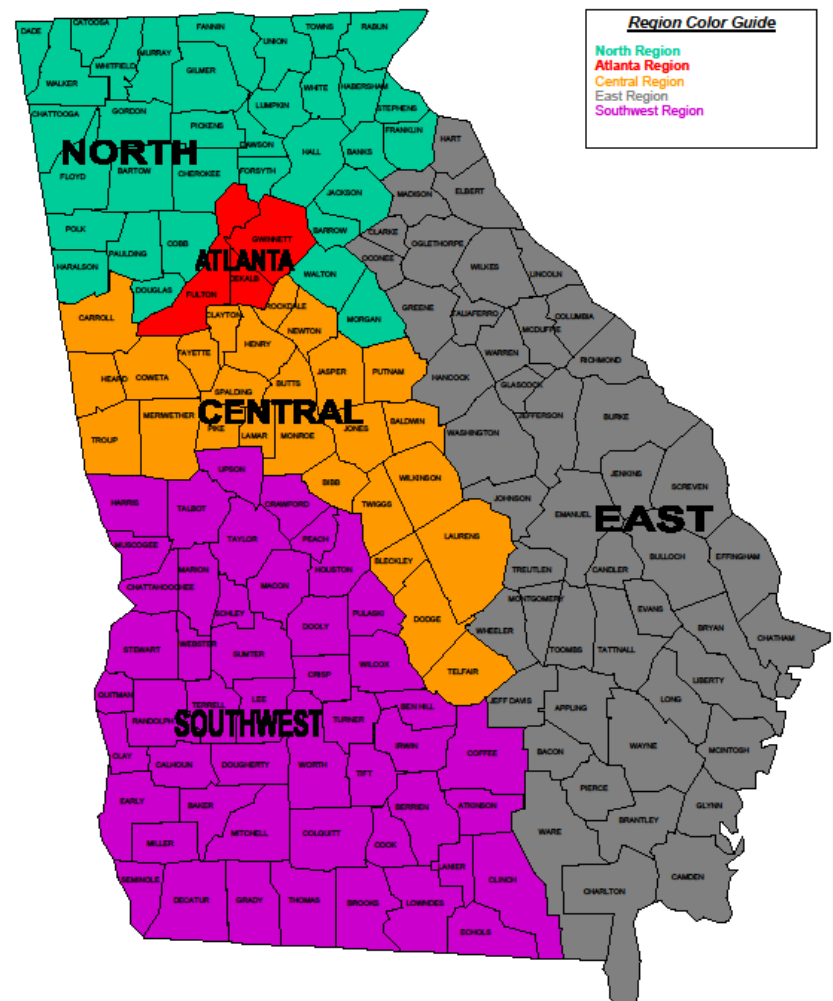 Region Color Guide
North Region
Atlanta Region
Central Region
East Region
Southwest Region
DADE
CATOOSA
FANNIN
TOWNS
RABUN
UNION
MURRAY
WHITFIELD
GILMER
WALKER
WHITE
HABERSHAM
LUMPKIN
STEPHENS
CHATTOOGA
GORDON
PICKENS
FRANKLIN
HART
DAWSON
HALL
BANKS
NORTH
FLOYD
BARTOW
CHEROKEE
FORSYTH
JACKSON
MADISON
ELBERT
POLK
COBB
GWINNETT
BARROW
CLARKE
OGLETHORPE
PAULDING
ATLANTA
OCONEE
WILKES
HARALSON
WALTON
LINCOLN
DOUGLAS
FULTON
DEKALB
ROCKDALE
GREENE
TALIAFERRO
COLUMBIA
CARROLL
CLAYTON
NEWTON
MORGAN
MCDUFFIE
HENRY
WARREN
RICHMOND
FAYETTE
JASPER
PUTNAM
HEARD
COWETA
BUTTS
HANCOCK
GLASCOCK
SPALDING
MERIWETHER
CENTRAL
JEFFERSON
BURKE
PIKE
LAMAR
MONROE
JONES
BALDWIN
TROUP
WASHINGTON
UPSON
BIBB
WILKINSON
JENKINS
SCREVEN
HARRIS
TALBOT
CRAWFORD
TWIGGS
JOHNSON
EMANUEL
EAST
TAYLOR
PEACH
LAURENS
MUSCOGEE
BLECKLEY
TREUTLEN
CANDLER
BULLOCH
EFFINGHAM
MARION
HOUSTON
CHATTAHOOCHEE
MACON
MONTGOMERY
SCHLEY
DOOLY
PULASKI
DODGE
EVANS
WHEELER
BRYAN
CHATHAM
STEWART
WEBSTER
SUMTER
WILCOX
TOOMBS
TATTNALL
CRISP
TELFAIR
LIBERTY
QUITMAN
TERRELL
LEE
BEN HILL
JEFF DAVIS
APPLING
LONG
RANDOLPH
SOUTHWEST
TURNER
IRWIN
COFFEE
BACON
WAYNE
MCINTOSH
CLAY
CALHOUN
DOUGHERTY
WORTH
TIFT
PIERCE
EARLY
BAKER
BERRIEN
ATKINSON
GLYNN
BRANTLEY
MILLER
MITCHELL
COLQUITT
COOK
WARE
LANIER
CLINCH
CAMDEN
SEMINOLE
CHARLTON
DECATUR
GRADY
THOMAS
BROOKS
LOWNDES
ECHOLS